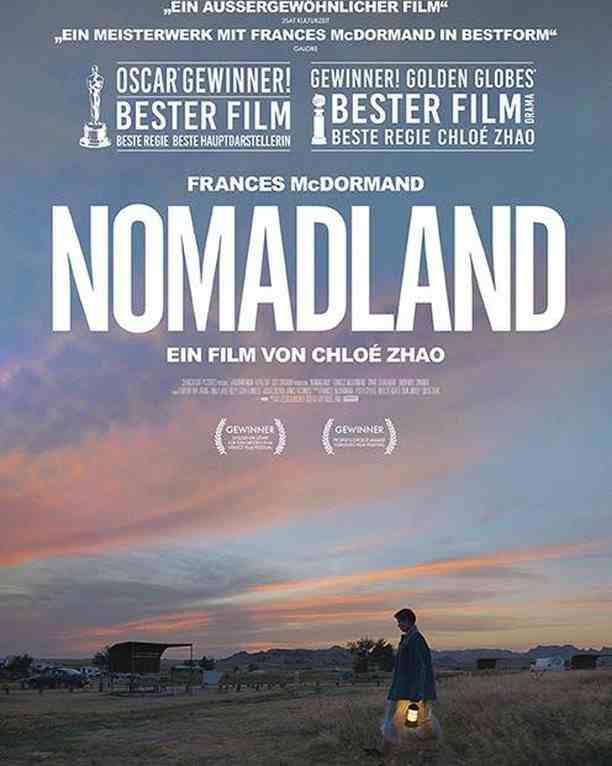 „EIN AUSSERGEWÖHNLICHER FILM“
3SAT KULTURZEIT
„EIN MEISTERWERK MIT FRANCES McDORMAND IN BESTFORM“
GALORE
OSCAR GEWINNER!
BESTER FILM
BESTE REGIE BESTE HAUPTDARSTELLERIN
GEWINNER! GOLDEN GLOBES
BESTER FILM DRAMA
BESTE REGIE CHLOÉ ZHAO
FRANCES McDORMAND
NOMADLAND
EIN FILM VON CHLOÉ ZHAO
GEWINNER
GEWINNER